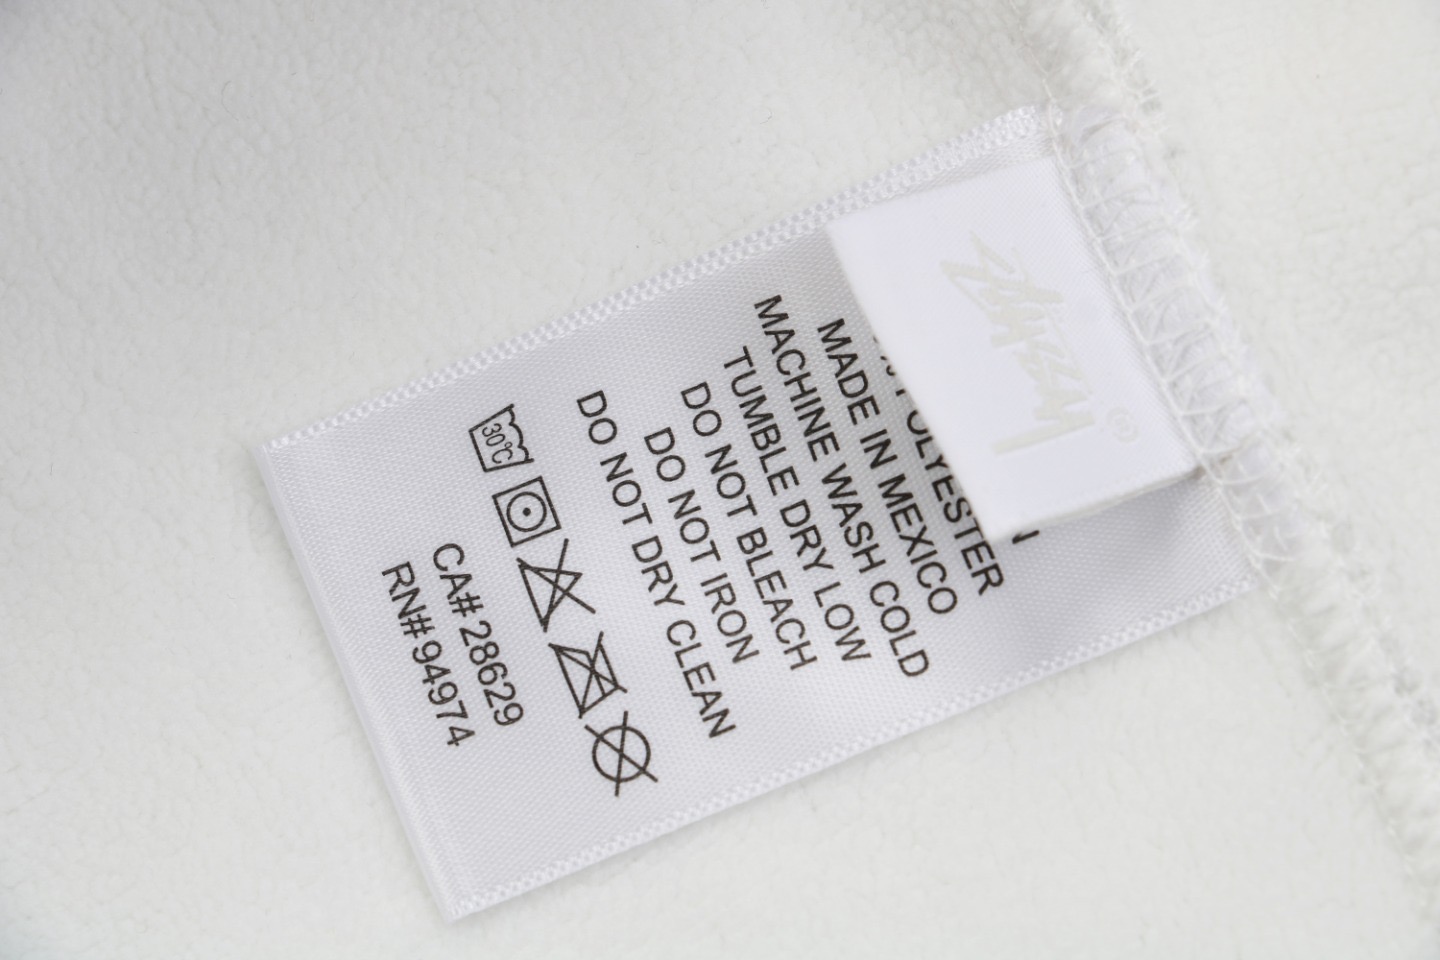 Stüssy
®
POLYESTER
MADE IN MEXICO
MACHINE WASH COLD
TUMBLE DRY LOW
DO NOT BLEACH
DO NOT IRON
DO NOT DRY CLEAN
30°C
CA# 28629
RN# 94974